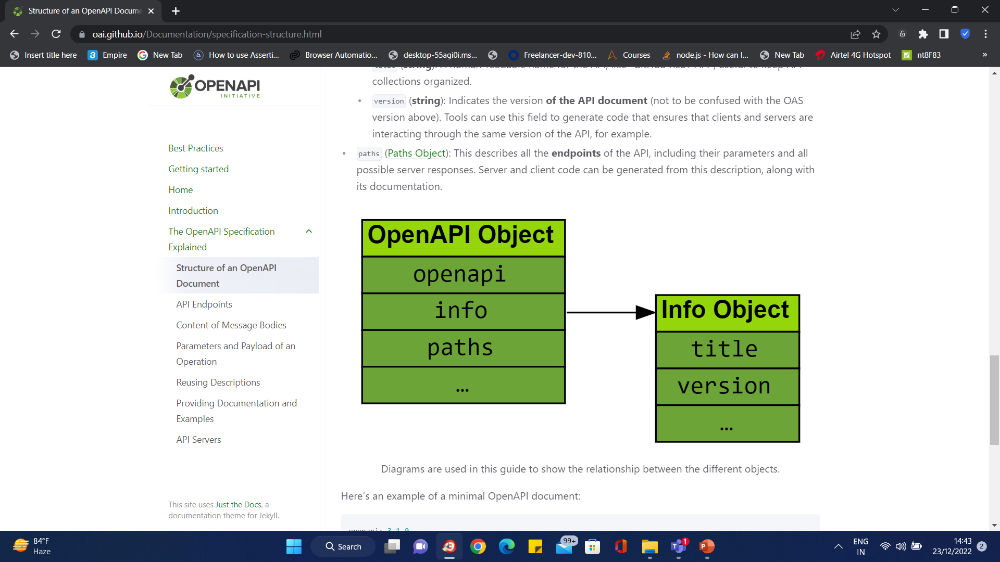 Structure of an OpenAPI Docume
oai.github.io/Documentation/specification-structure.html
Insert title here
Empire
New Tab
How to use Asserti...
Browser Automatio...
desktop-55agi0i.ms...
Freelancer-dev-810...
Courses
node.js - How can I...
New Tab
Airtel 4G Hotspot
nt8F83
»
OPENAPI
INITIATIVE
Best Practices
Getting started
Home
Introduction
The OpenAPI Specification
Explained
Structure of an OpenAPI
Document
API Endpoints
Content of Message Bodies
Parameters and Payload of an
Operation
Reusing Descriptions
Providing Documentation and
Examples
API Servers
This site uses Just the Docs, a
documentation theme for Jekyll.
collections organized.
version (string): Indicates the version of the API document (not to be confused with the OAS
version above). Tools can use this field to generate code that ensures that clients and servers are
interacting through the same version of the API, for example.
paths (Paths Object): This describes all the endpoints of the API, including their parameters and all
possible server responses. Server and client code can be generated from this description, along with
its documentation.
OpenAPI Object
openapi
info
paths
...
Info Object
title
version
...
Diagrams are used in this guide to show the relationship between the different objects.
Here's an example of a minimal OpenAPI document:
openapi: 3.1.0
84°F
Haze
Search
99+
1
ENG
IN
14:43
23/12/2022
2